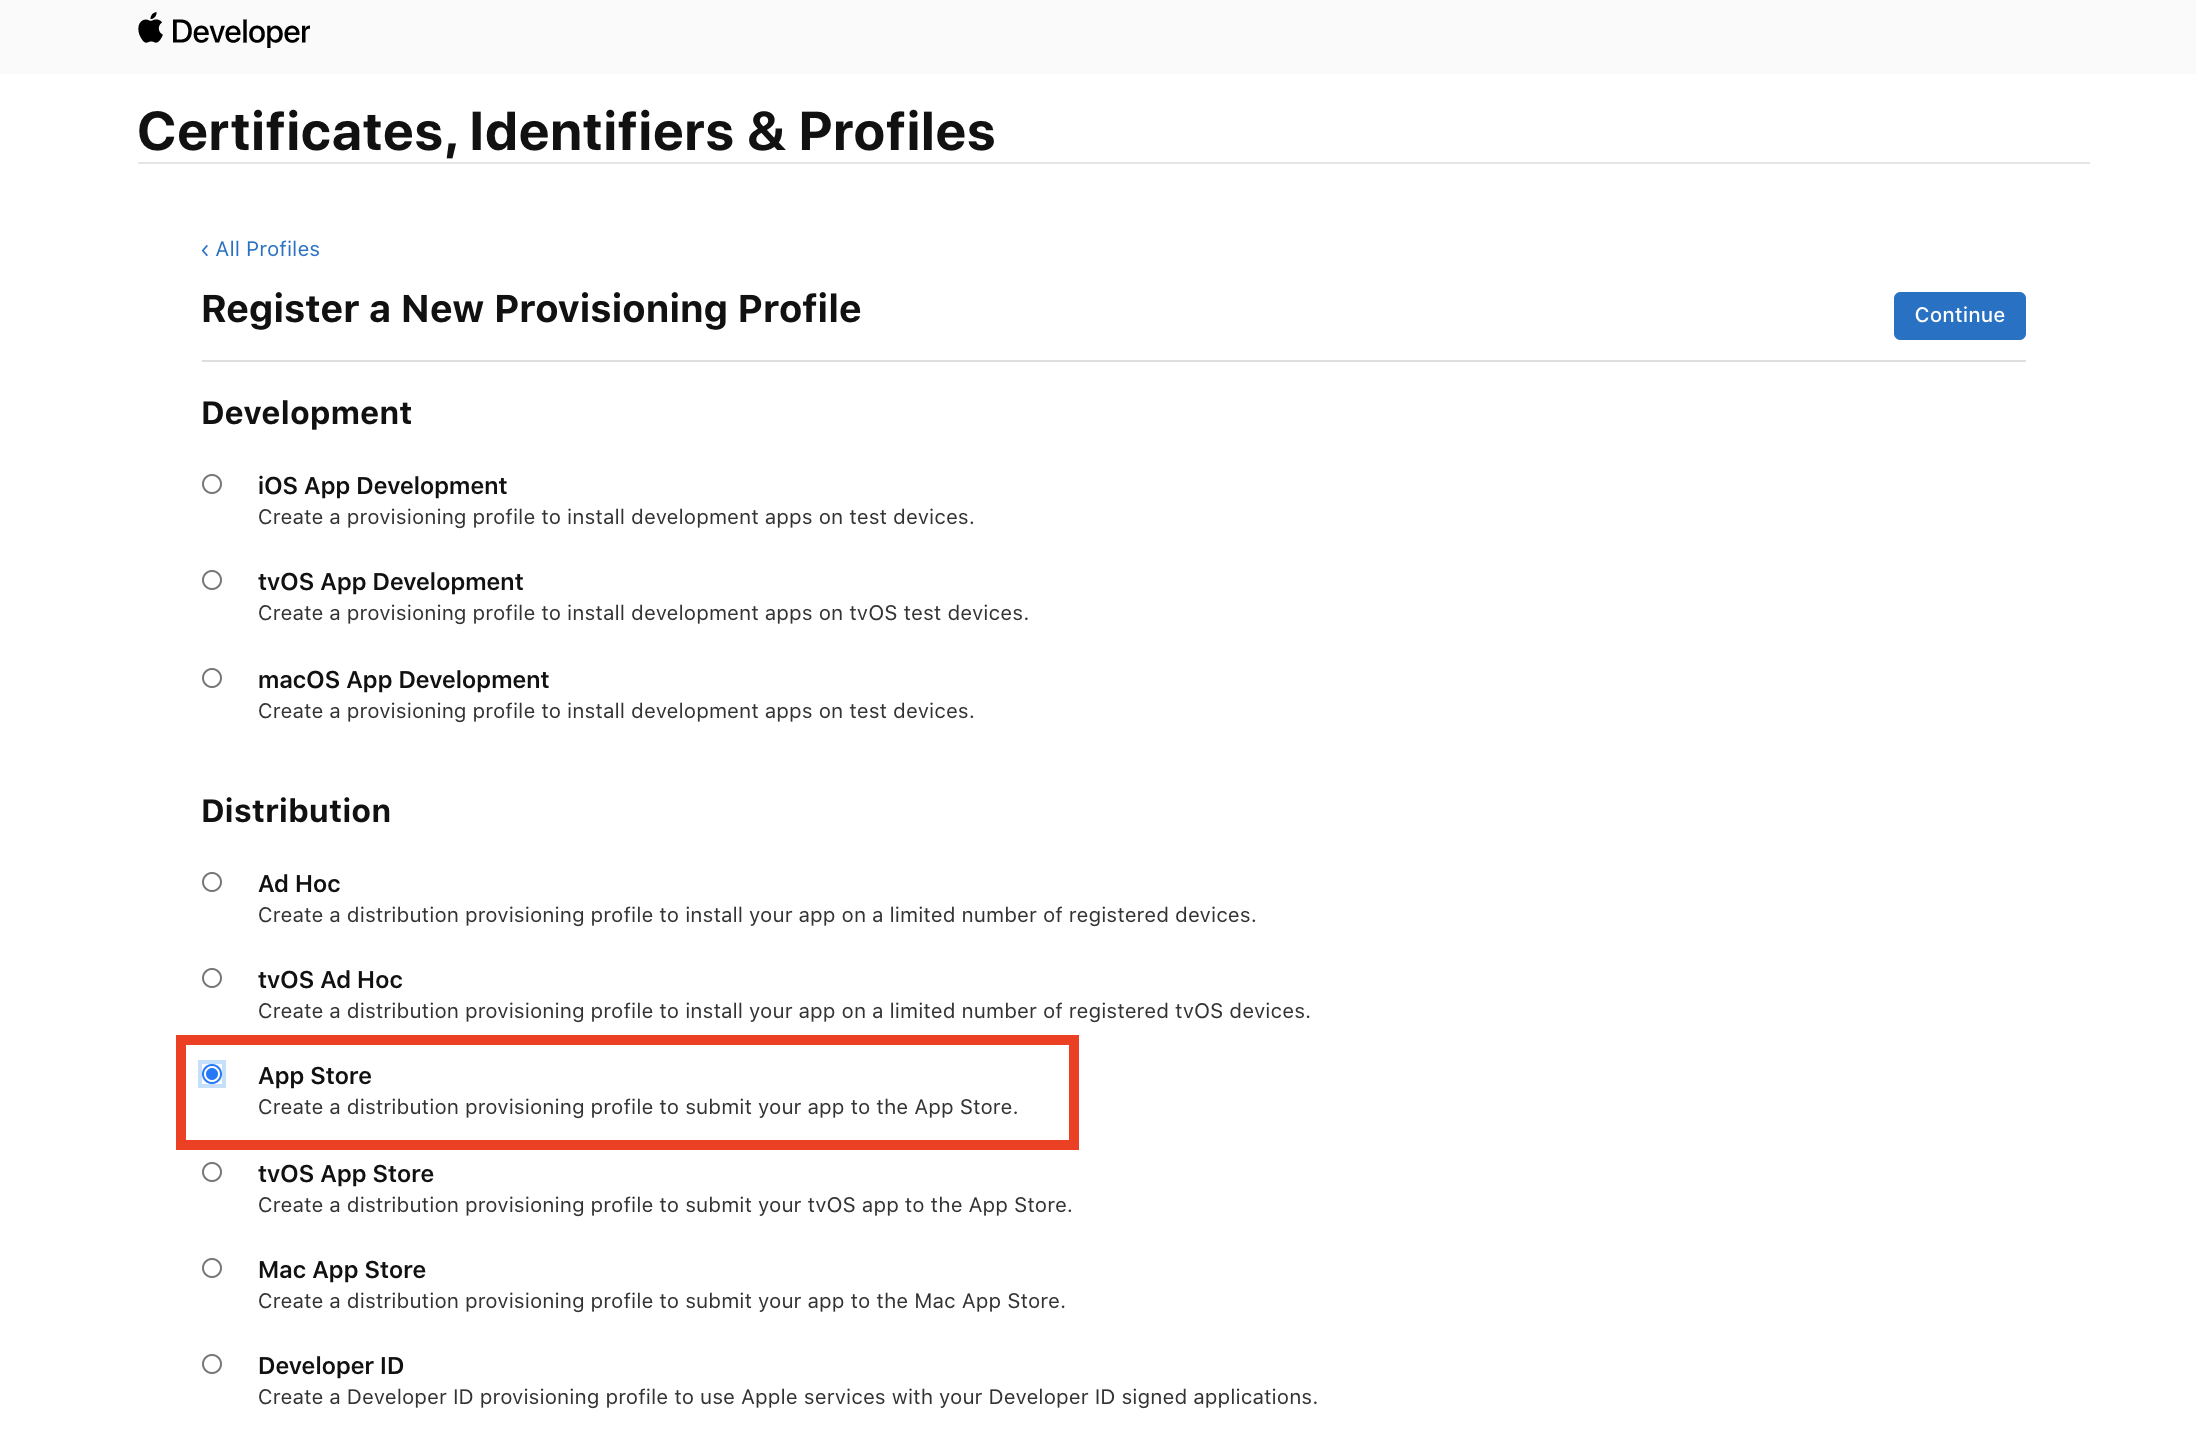 Developer
Certificates, Identifiers & Profiles
‹ All Profiles
Register a New Provisioning Profile
Continue
Development
iOS App Development
Create a provisioning profile to install development apps on test devices.
tvOS App Development
Create a provisioning profile to install development apps on tvOS test devices.
macOS App Development
Create a provisioning profile to install development apps on test devices.
Distribution
Ad Hoc
Create a distribution provisioning profile to install your app on a limited number of registered devices.
tvOS Ad Hoc
Create a distribution provisioning profile to install your app on a limited number of registered tvOS devices.
App Store
Create a distribution provisioning profile to submit your app to the App Store.
tvOS App Store
Create a distribution provisioning profile to submit your tvOS app to the App Store.
Mac App Store
Create a distribution provisioning profile to submit your app to the Mac App Store.
Developer ID
Create a Developer ID provisioning profile to use Apple services with your Developer ID signed applications.